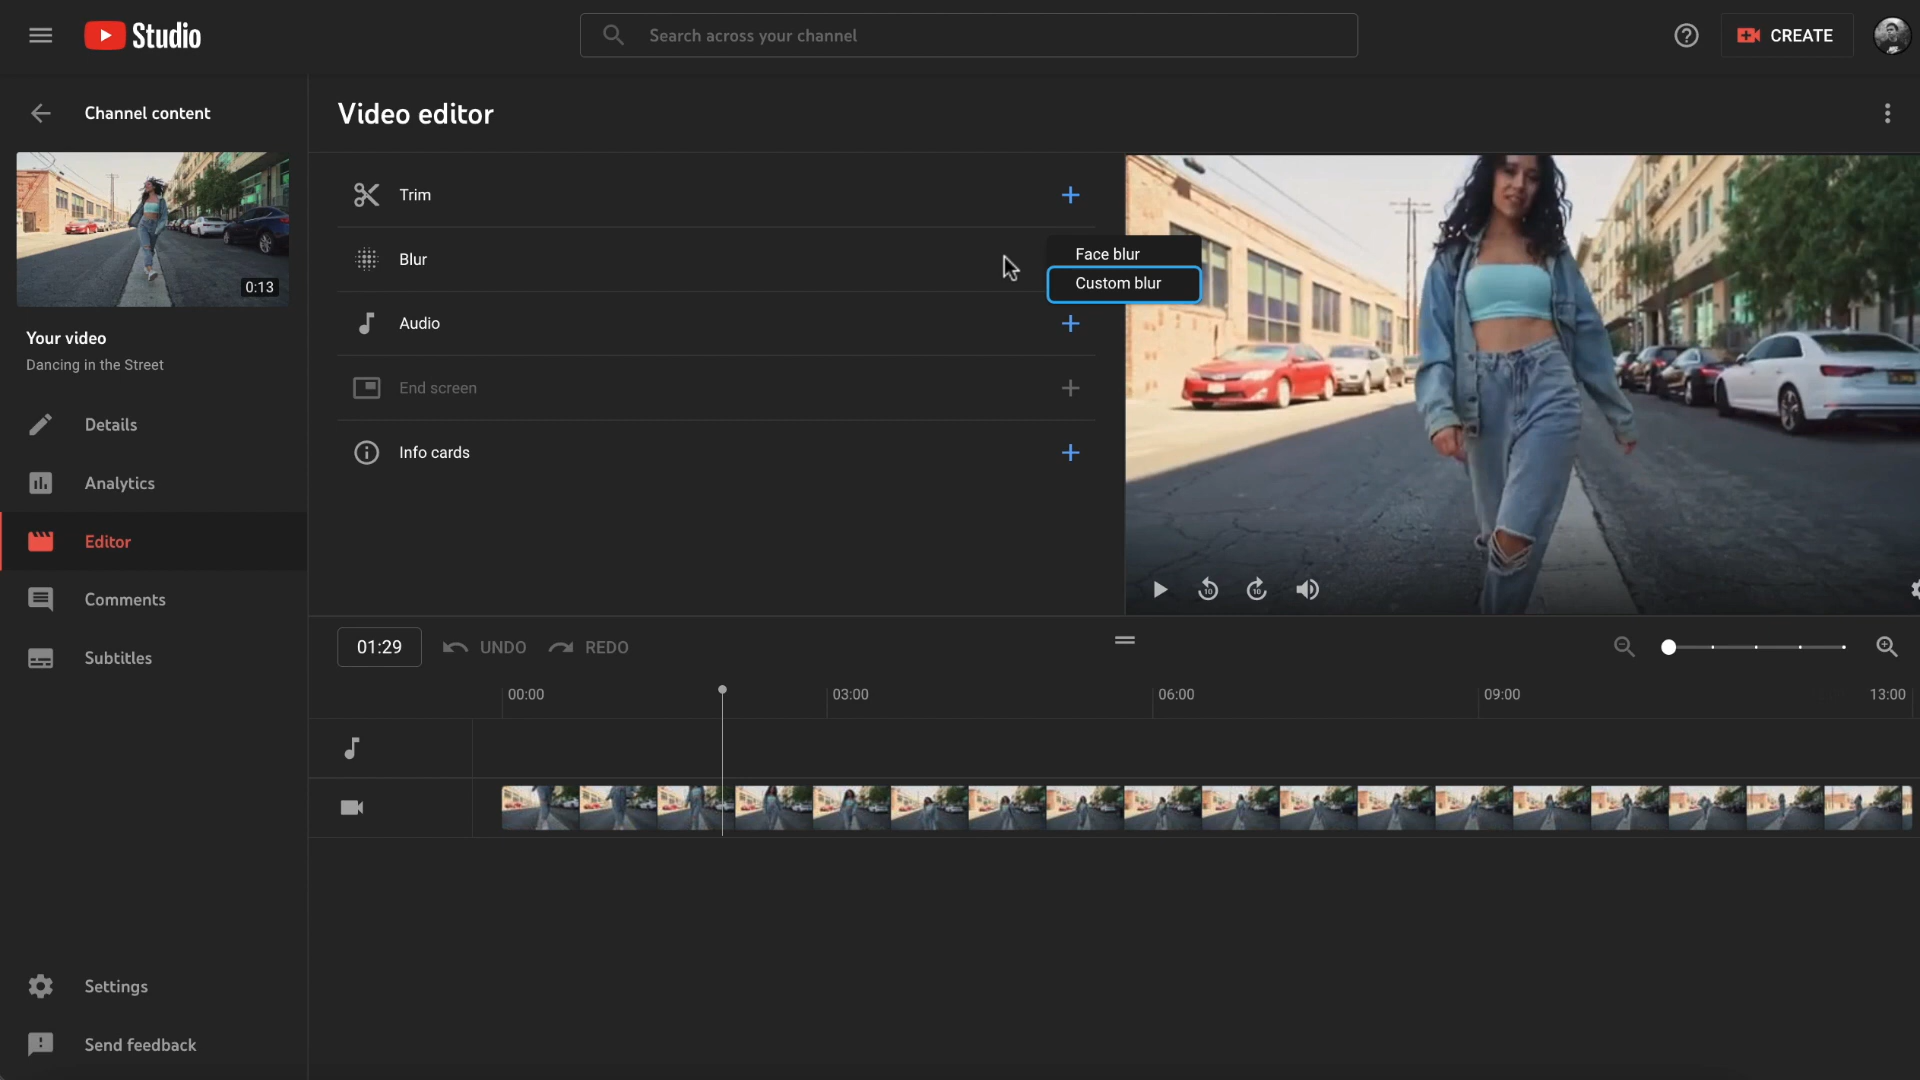 Studio
Search across your channel
CREATE
Channel content
Video editor
0:13
Your video
Dancing in the Street
Details
Analytics
Editor
Comments
Subtitles
Settings
Send feedback
Trim
Blur
Face blur
Custom blur
Audio
End screen
Info cards
10
10
01:29
UNDO
REDO
00:00
03:00
06:00
09:00
13:00